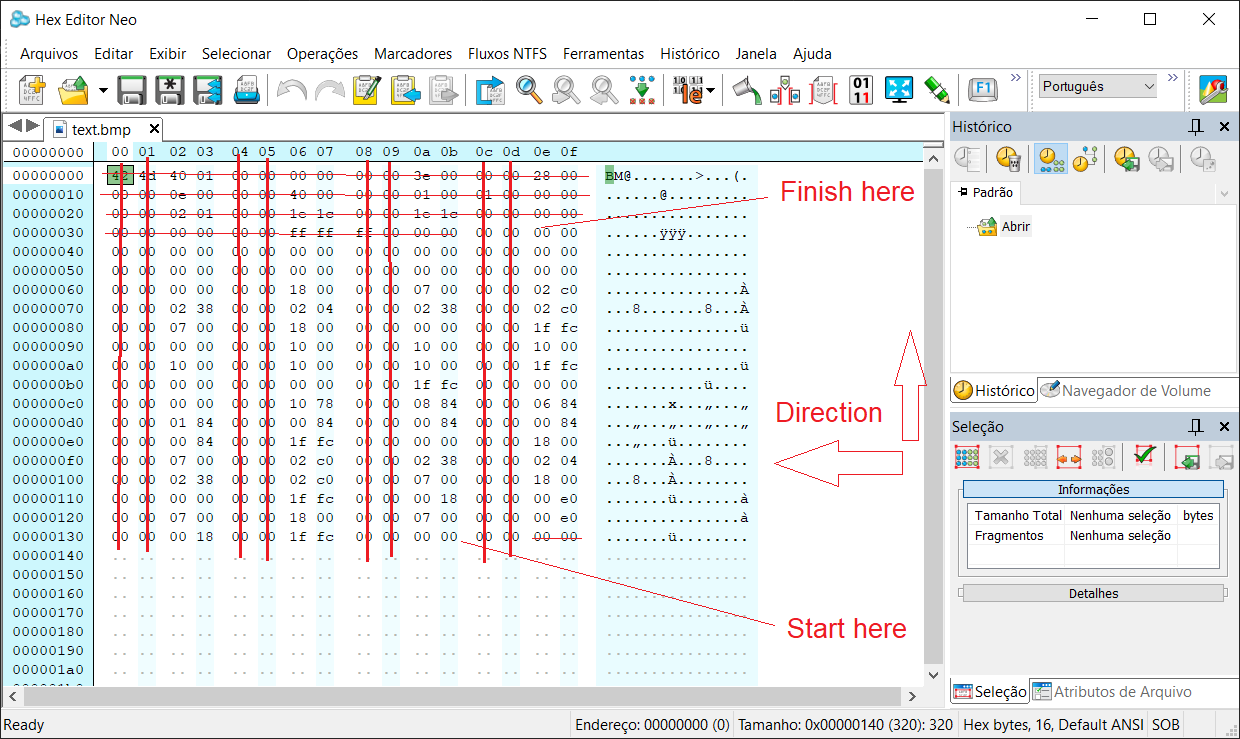 Hex Editor Neo
Arquivos Editar Exibir Selecionar Operações Marcadores Fluxos NTFS Ferramentas Histórico Janela Ajuda
Português
text.bmp
Histórico
Padrão
Abrir
00000000 00 01 02 03 04 05 06 07 08 09 0a 0b 0c 0d 0e 0f
00000000 42 4d 40 01 00 00 00 00 00 00 3e 00 00 00 28 00 BM@.......>...(.
00000010 00 00 0e 00 00 00 40 00 00 00 01 00 01 00 00 00 ......@.........
00000020 00 00 02 01 00 00 1c 1c 00 00 1c 1c 00 00 00 00 ................
00000030 00 00 00 00 00 00 ff ff ff 00 00 00 00 00 00 00 ......ÿÿÿ.......
00000040 00 00 00 00 00 00 00 00 00 00 00 00 00 00 00 00 ................
00000050 00 00 00 00 00 00 00 00 00 00 00 00 00 00 00 00 ................
00000060 00 00 00 00 00 00 18 00 00 00 07 00 00 00 02 c0 ...............À
00000070 00 00 02 38 00 00 02 04 00 00 02 38 00 00 02 c0 ...8.......8...À
00000080 00 00 07 00 00 00 18 00 00 00 00 00 00 00 1f fc ...............ü
00000090 00 00 00 00 00 00 10 00 00 00 10 00 00 00 10 00 ................
000000a0 00 00 10 00 00 00 10 00 00 00 10 00 00 00 1f fc ...............ü
000000b0 00 00 00 00 00 00 00 00 00 00 1f fc 00 00 00 00 ...........ü....
000000c0 00 00 00 00 00 00 10 78 00 00 08 84 00 00 06 84 .......x...„...„
000000d0 00 00 01 84 00 00 00 84 00 00 00 84 00 00 00 84 ...„...„...„...„
000000e0 00 00 00 84 00 00 1f fc 00 00 00 00 00 00 18 00 ...„...ü........
000000f0 00 00 07 00 00 00 02 c0 00 00 02 38 00 00 02 04 .......À...8....
00000100 00 00 02 38 00 00 02 c0 00 00 07 00 00 00 18 00 ...8...À........
00000110 00 00 00 00 00 00 1f fc 00 00 00 18 00 00 00 e0 .......ü.......à
00000120 00 00 07 00 00 00 18 00 00 00 07 00 00 00 00 e0 ...............à
00000130 00 00 00 18 00 00 1f fc 00 00 00 00 00 00 00 00 .......ü........
00000140
00000150
00000160
00000170
00000180
00000190
000001a0
Finish here
Direction
Start here
Histórico Navegador de Volume
Seleção
Informações
Tamanho Total Nenhuma seleção bytes
Fragmentos Nenhuma seleção
Detalhes
Seleção Atributos de Arquivo
Ready Endereço: 00000000 (0) Tamanho: 0x00000140 (320): 320 Hex bytes, 16, Default ANSI SOB